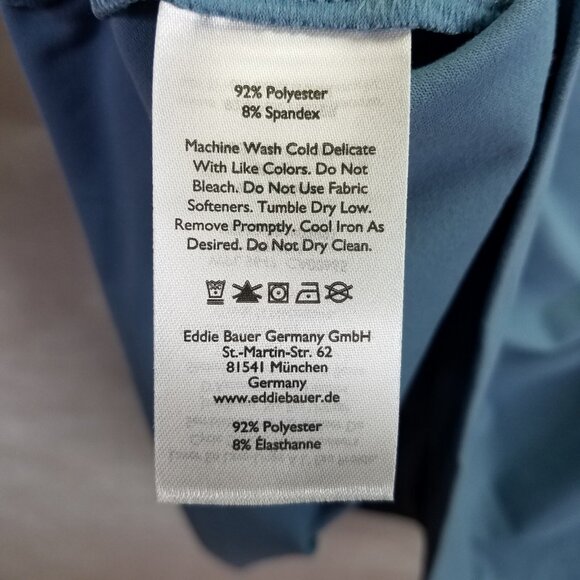 92% Polyester
8% Spandex
Machine Wash Cold Delicate
With Like Colors. Do Not
Bleach. Do Not Use Fabric
Softeners. Tumble Dry Low.
Remove Promptly. Cool Iron As
Desired. Do Not Dry Clean.
Eddie Bauer Germany GmbH
St.-Martin-Str. 62
81541 München
Germany
www.eddiebauer.de
92% Polyester
8% Élasthanne